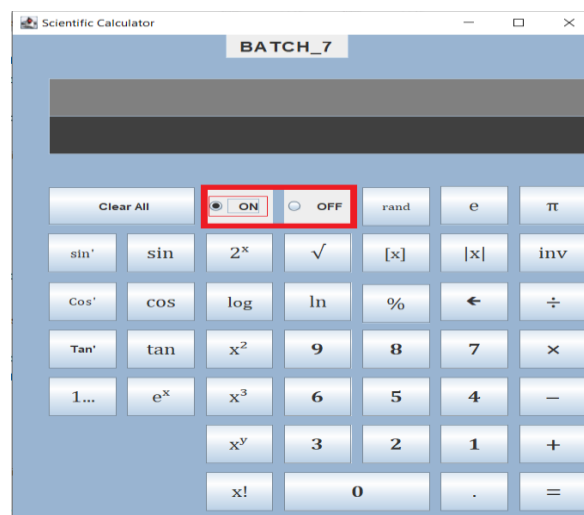 Scientific Calculator
BATCH_7
Clear All ON OFF rand e π
sin' sin 2ˣ √ [x] |x| inv
Cos' cos log ln % ← ÷
Tan' tan x² 9 8 7 ×
1... eˣ x³ 6 5 4 −
xʸ 3 2 1 +
x! 0 . =